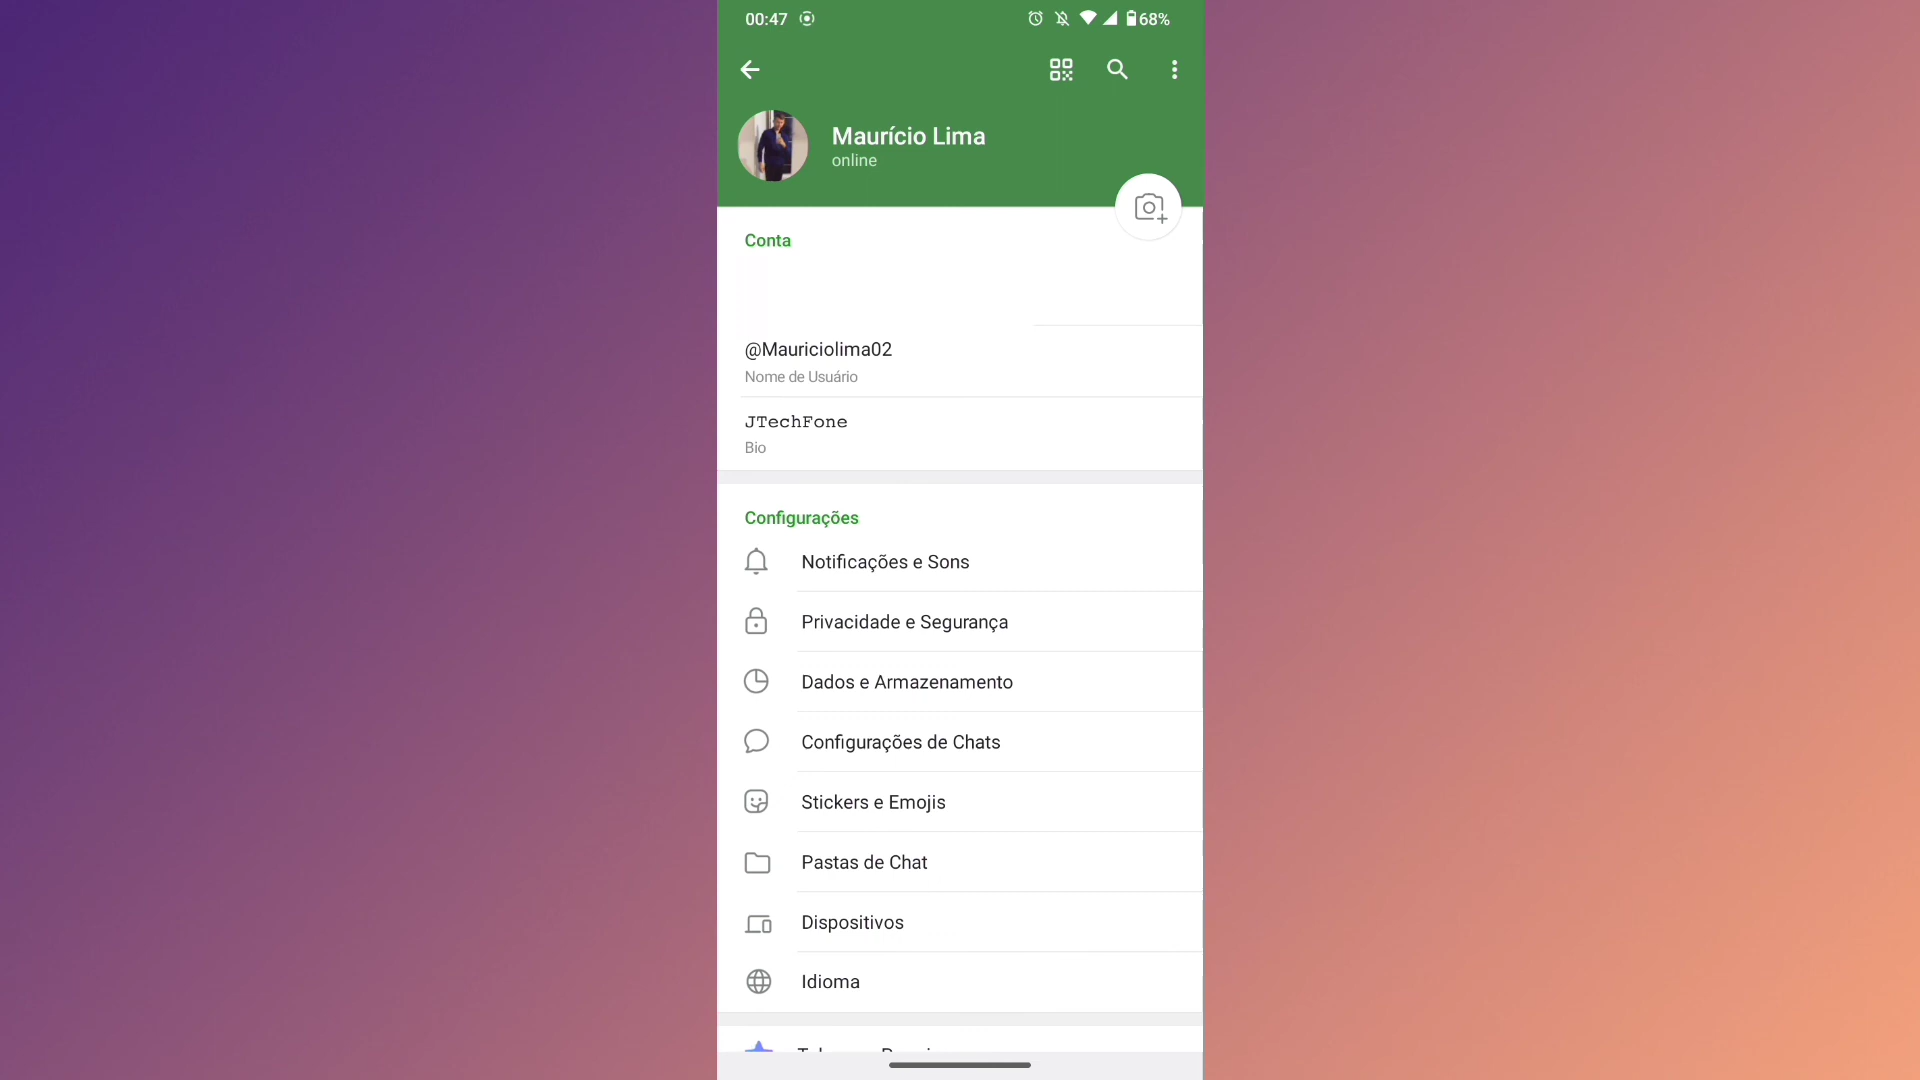 00:47 68%
Maurício Lima
online
Conta
@Mauriciolima02
Nome de Usuário
JTechFone
Bio
Configurações
Notificações e Sons
Privacidade e Segurança
Dados e Armazenamento
Configurações de Chats
Stickers e Emojis
Pastas de Chat
Dispositivos
Idioma